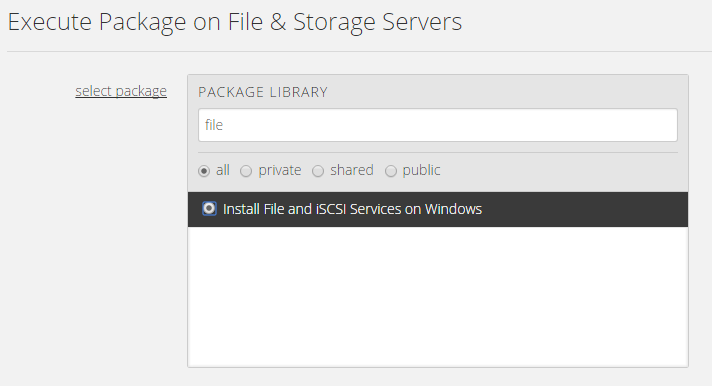 Execute Package on File & Storage Servers
select package
PACKAGE LIBRARY
file
all private shared public
Install File and iSCSI Services on Windows